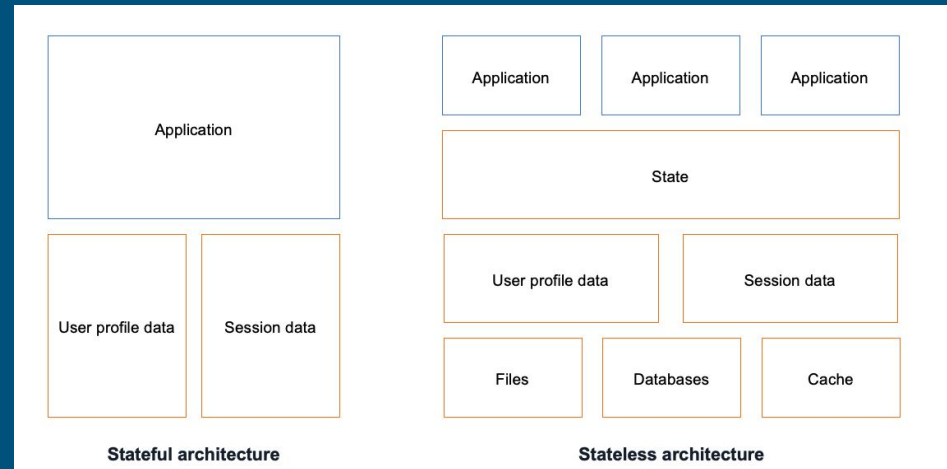 Application
User profile data
Session data
Stateful architecture
Application
Application
Application
State
User profile data
Session data
Files
Databases
Cache
Stateless architecture